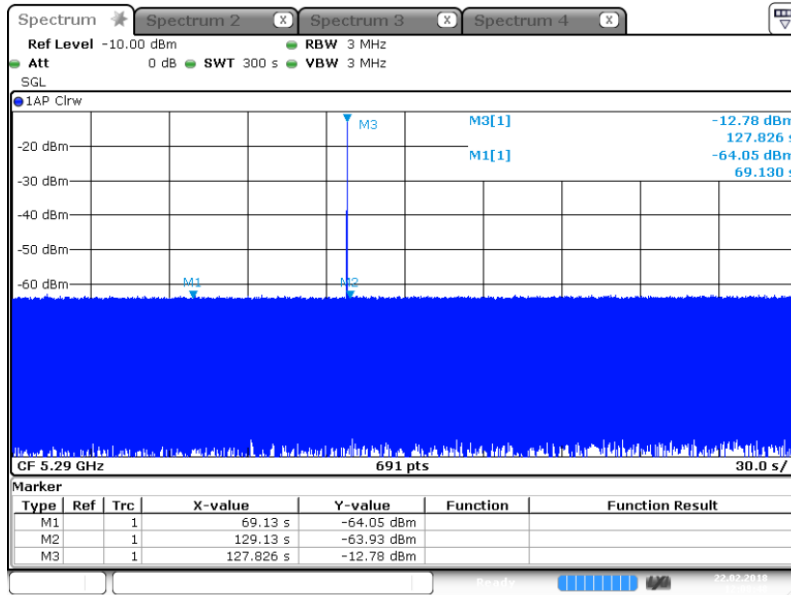 Spectrum Spectrum 2 X Spectrum 3 X Spectrum 4 X
Ref Level -10.00 dBm RBW 3 MHz
Att 0 dB SWT 300 s VBW 3 MHz
SGL
1AP Clrw
M3[1] -12.78 dBm
127.826 s
M1[1] -64.05 dBm
69.130 s
M3
-20 dBm
-30 dBm
-40 dBm
-50 dBm
-60 dBm
M1 M2
CF 5.29 GHz 691 pts 30.0 s/
Marker
Type Ref Trc X-value Y-value Function Function Result
M1 1 69.13 s -64.05 dBm
M2 1 129.13 s -63.93 dBm
M3 1 127.826 s -12.78 dBm
Ready 22.02.2010